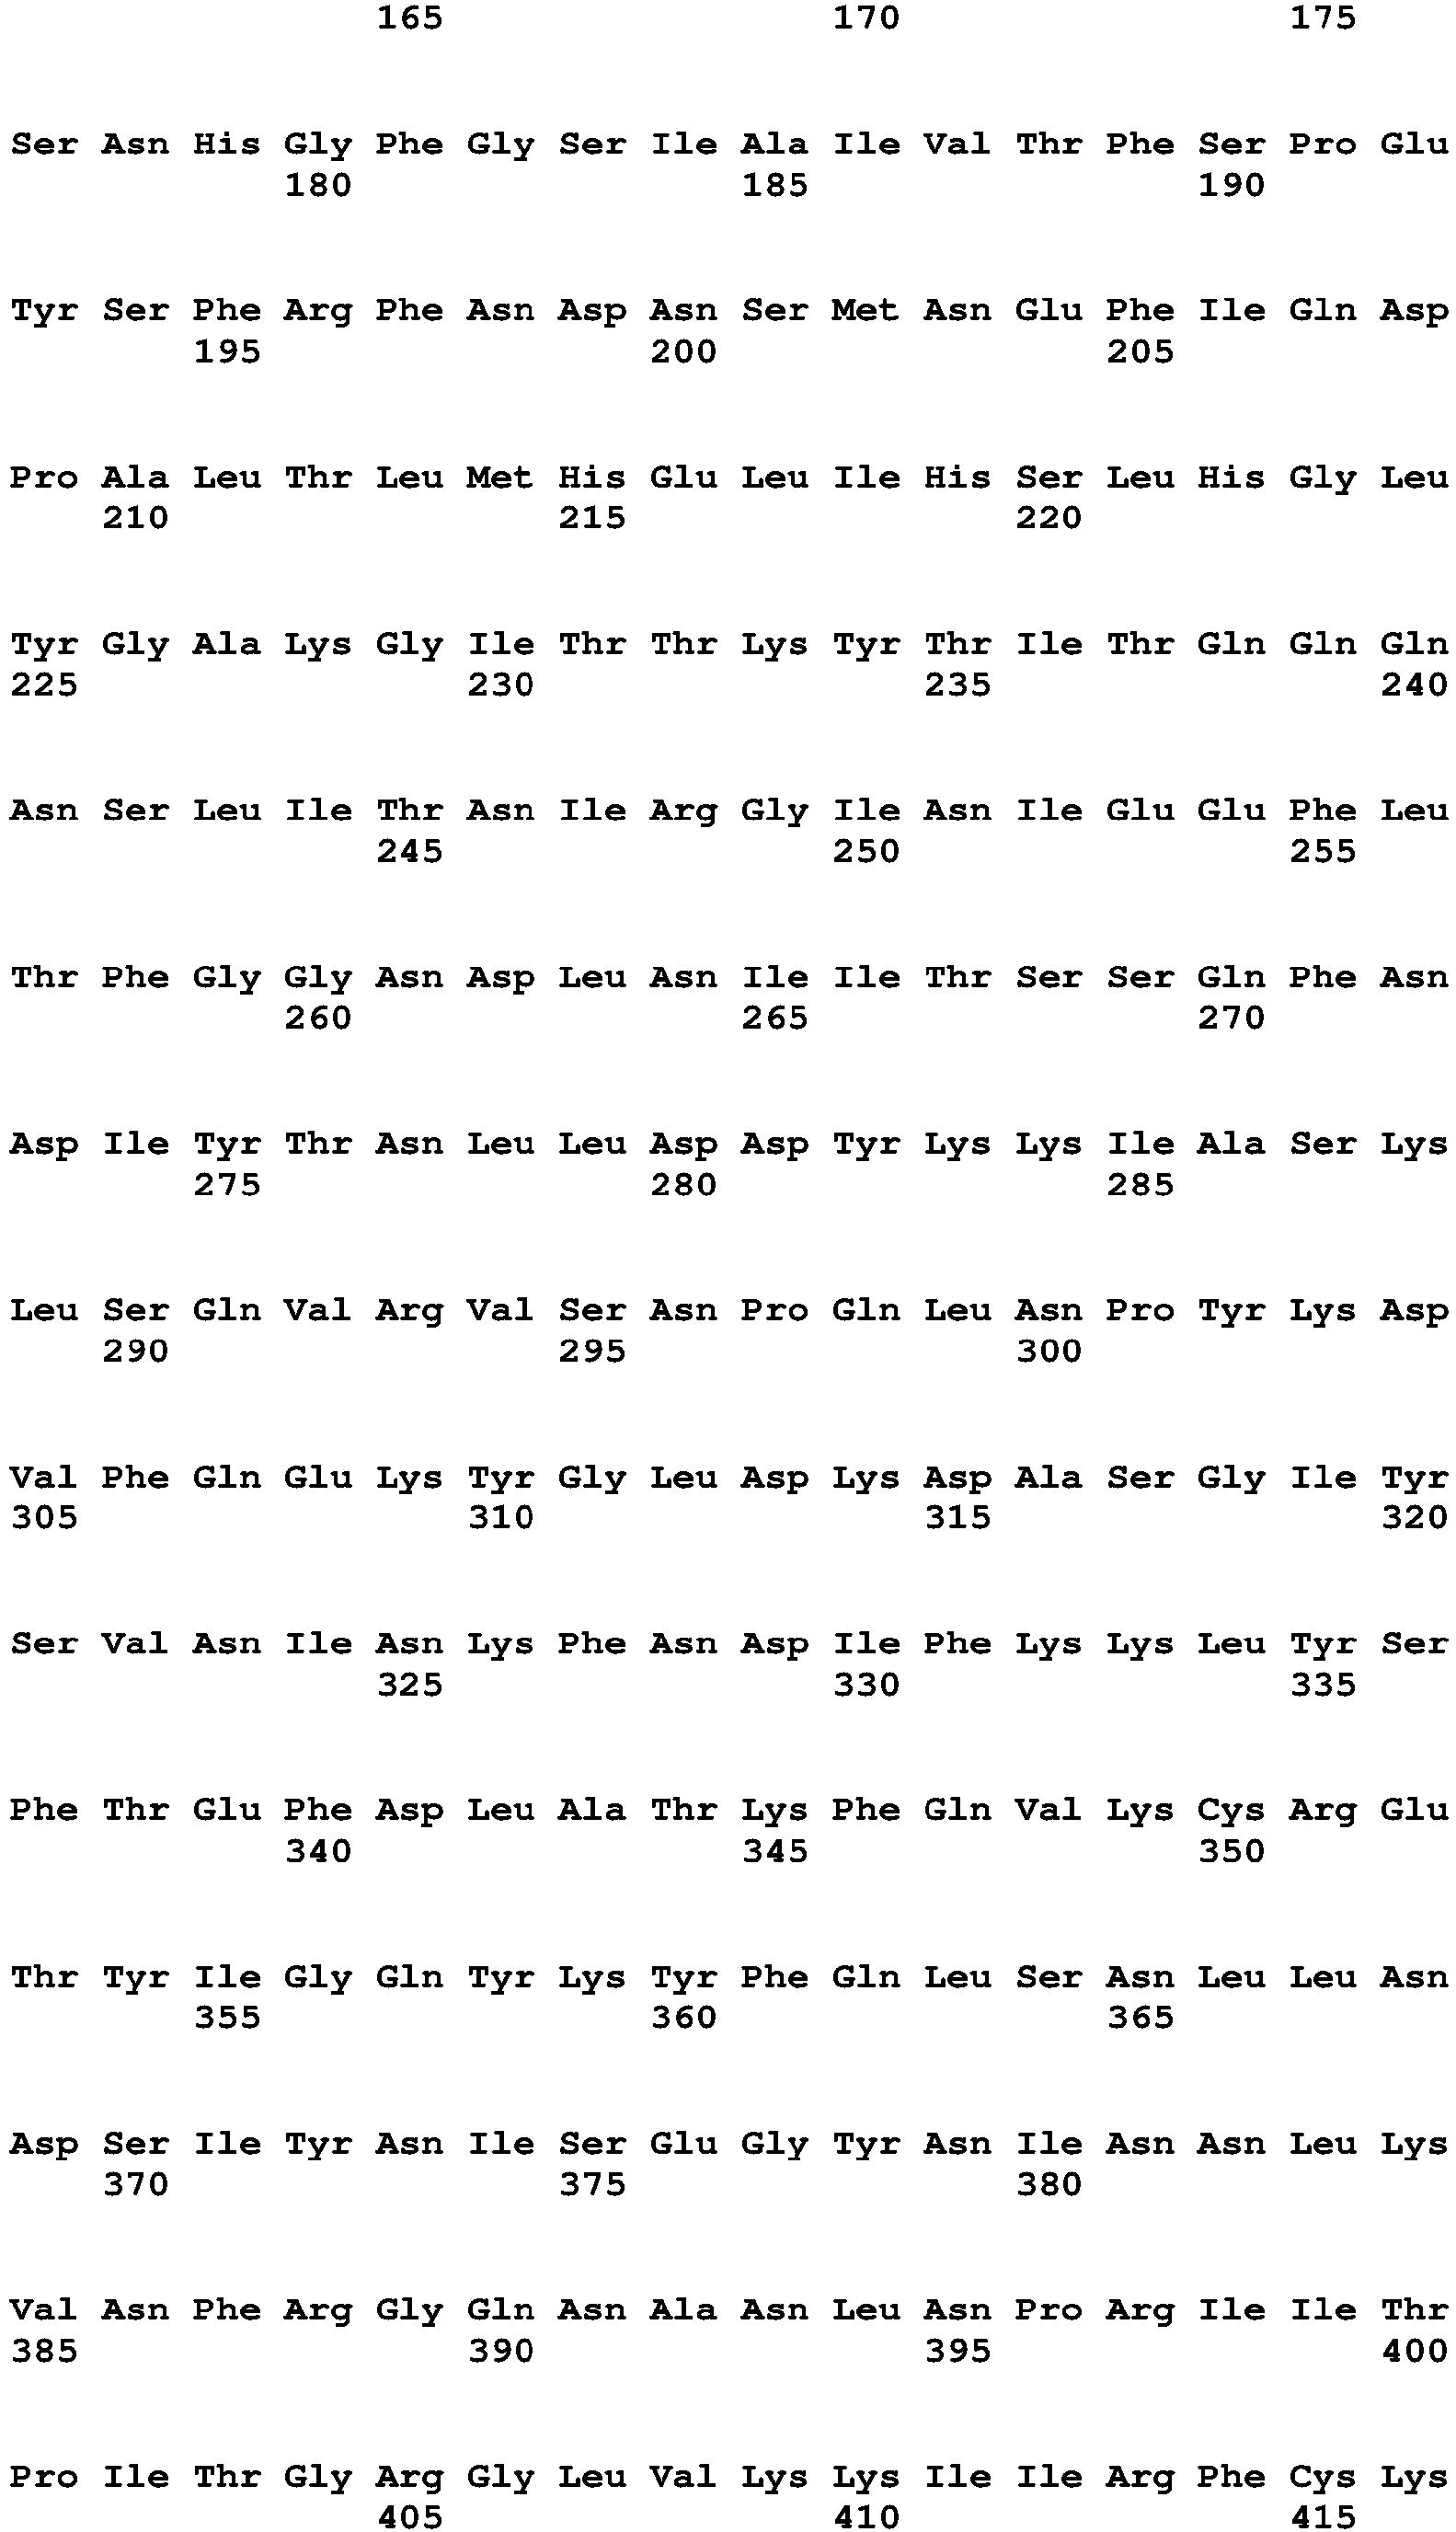 165 170 175
Ser Asn His Gly Phe Gly Ser Ile Ala Ile Val Thr Phe Ser Pro Glu
180 185 190
Tyr Ser Phe Arg Phe Asn Asp Asn Ser Met Asn Glu Phe Ile Gln Asp
195 200 205
Pro Ala Leu Thr Leu Met His Glu Leu Ile His Ser Leu His Gly Leu
210 215 220
Tyr Gly Ala Lys Gly Ile Thr Thr Lys Tyr Thr Ile Thr Gln Gln Gln
225 230 235 240
Asn Ser Leu Ile Thr Asn Ile Arg Gly Ile Asn Ile Glu Glu Phe Leu
245 250 255
Thr Phe Gly Gly Asn Asp Leu Asn Ile Ile Thr Ser Ser Gln Phe Asn
260 265 270
Asp Ile Tyr Thr Asn Leu Leu Asp Asp Tyr Lys Lys Ile Ala Ser Lys
275 280 285
Leu Ser Gln Val Arg Val Ser Asn Pro Gln Leu Asn Pro Tyr Lys Asp
290 295 300
Val Phe Gln Glu Lys Tyr Gly Leu Asp Lys Asp Ala Ser Gly Ile Tyr
305 310 315 320
Ser Val Asn Ile Asn Lys Phe Asn Asp Ile Phe Lys Lys Leu Tyr Ser
325 330 335
Phe Thr Glu Phe Asp Leu Ala Thr Lys Phe Gln Val Lys Cys Arg Glu
340 345 350
Thr Tyr Ile Gly Gln Tyr Lys Tyr Phe Gln Leu Ser Asn Leu Leu Asn
355 360 365
Asp Ser Ile Tyr Asn Ile Ser Glu Gly Tyr Asn Ile Asn Asn Leu Lys
370 375 380
Val Asn Phe Arg Gly Gln Asn Ala Asn Leu Asn Pro Arg Ile Ile Thr
385 390 395 400
Pro Ile Thr Gly Arg Gly Leu Val Lys Lys Ile Ile Arg Phe Cys Lys
405 410 415